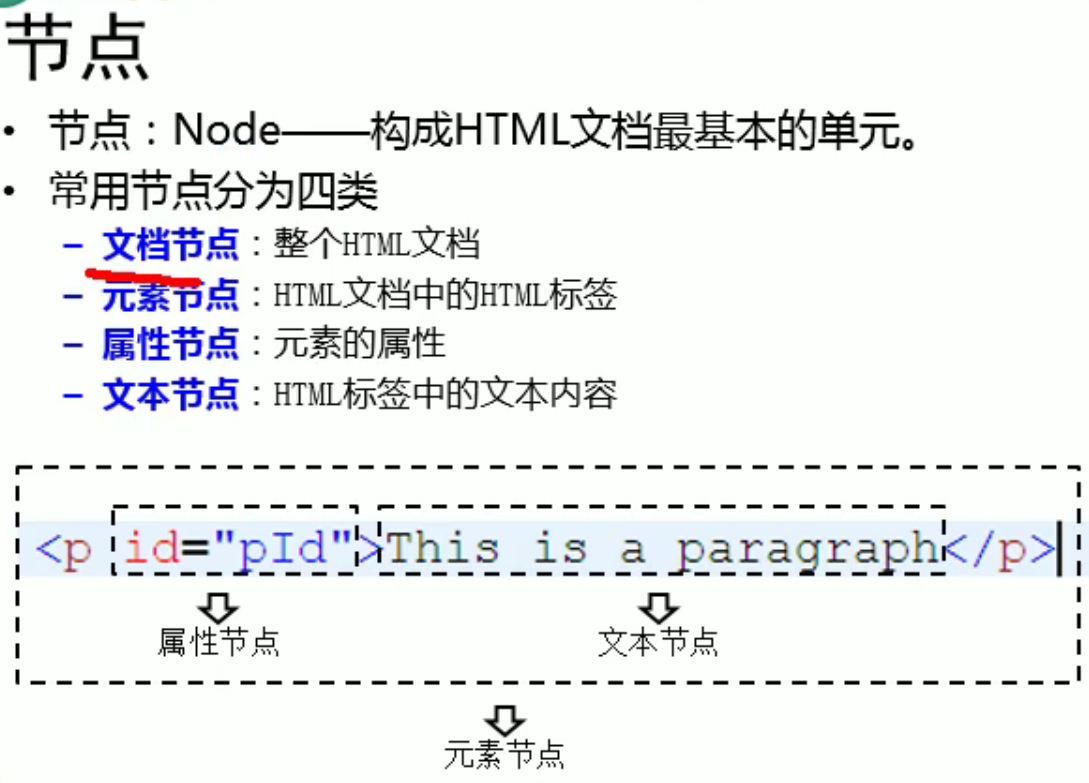 节点
• 节点：Node——构成HTML文档最基本的单元。
• 常用节点分为四类
– 文档节点：整个HTML文档
– 元素节点：HTML文档中的HTML标签
– 属性节点：元素的属性
– 文本节点：HTML标签中的文本内容
<p id="pId">This is a paragraph</p>
属性节点 文本节点
元素节点